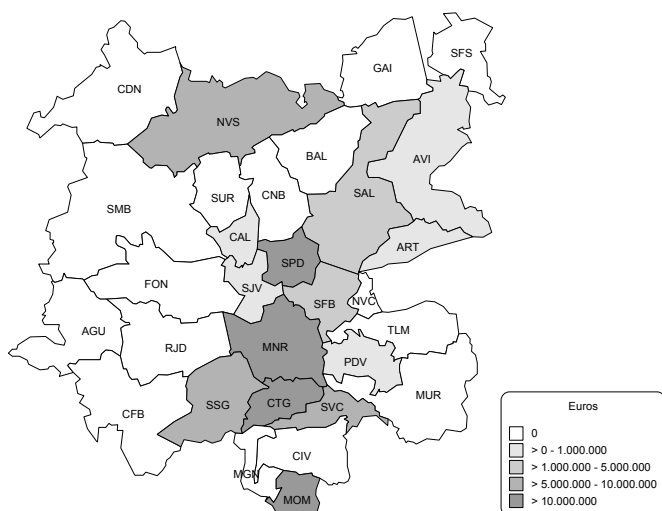 SFS
GAI
CDN
NVS
BAL
AVI
SUR
CNB
SAL
SMB
CAL
ART
SPD
FON
SJV
SFB
NVC
AGU
RJD
MNR
TLM
PDV
MUR
SSG
CTG
SVC
CFB
CIV
MGN
MOM
Euros
0
> 0 - 1.000.000
> 1.000.000 - 5.000.000
> 5.000.000 - 10.000.000
> 10.000.000